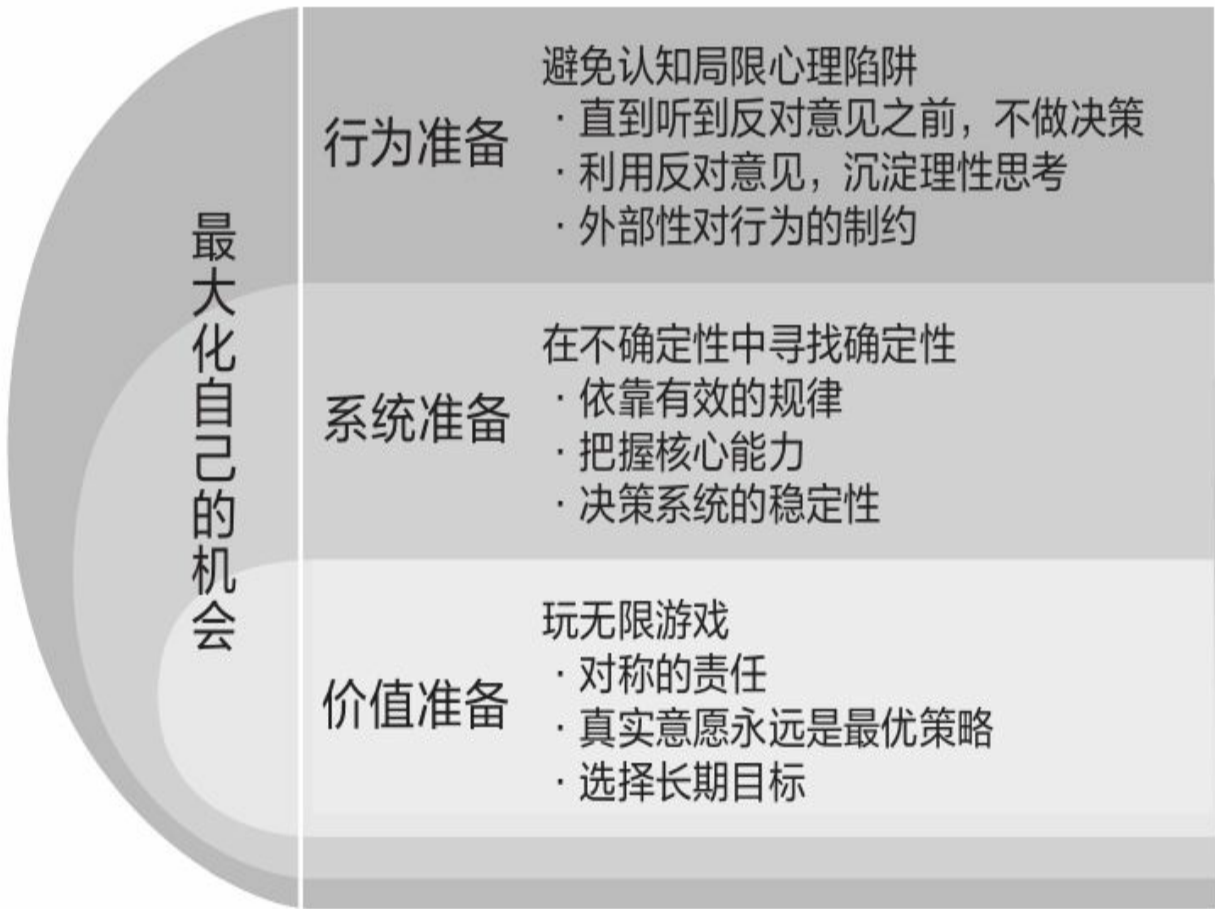 最大化自己的机会
行为准备
避免认知局限心理陷阱
·直到听到反对意见之前，不做决策
·利用反对意见，沉淀理性思考
·外部性对行为的制约
系统准备
在不确定性中寻找确定性
·依靠有效的规律
·把握核心能力
·决策系统的稳定性
价值准备
玩无限游戏
·对称的责任
·真实意愿永远是最优策略
·选择长期目标